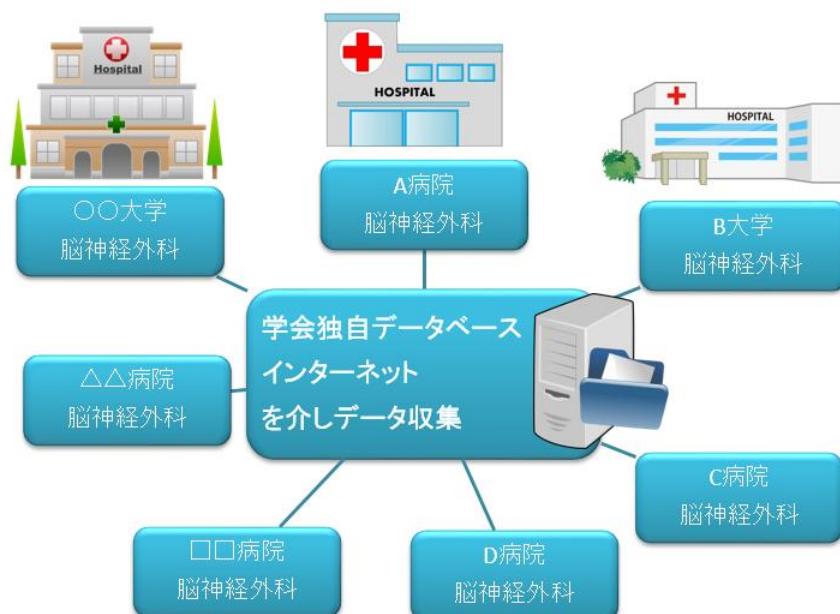 Hospital
HOSPITAL
HOSPITAL
〇〇大学
脳神経外科
A病院
脳神経外科
B大学
脳神経外科
学会独自データベース
インターネット
を介しデータ収集
△△病院
脳神経外科
C病院
脳神経外科
□□病院
脳神経外科
D病院
脳神経外科